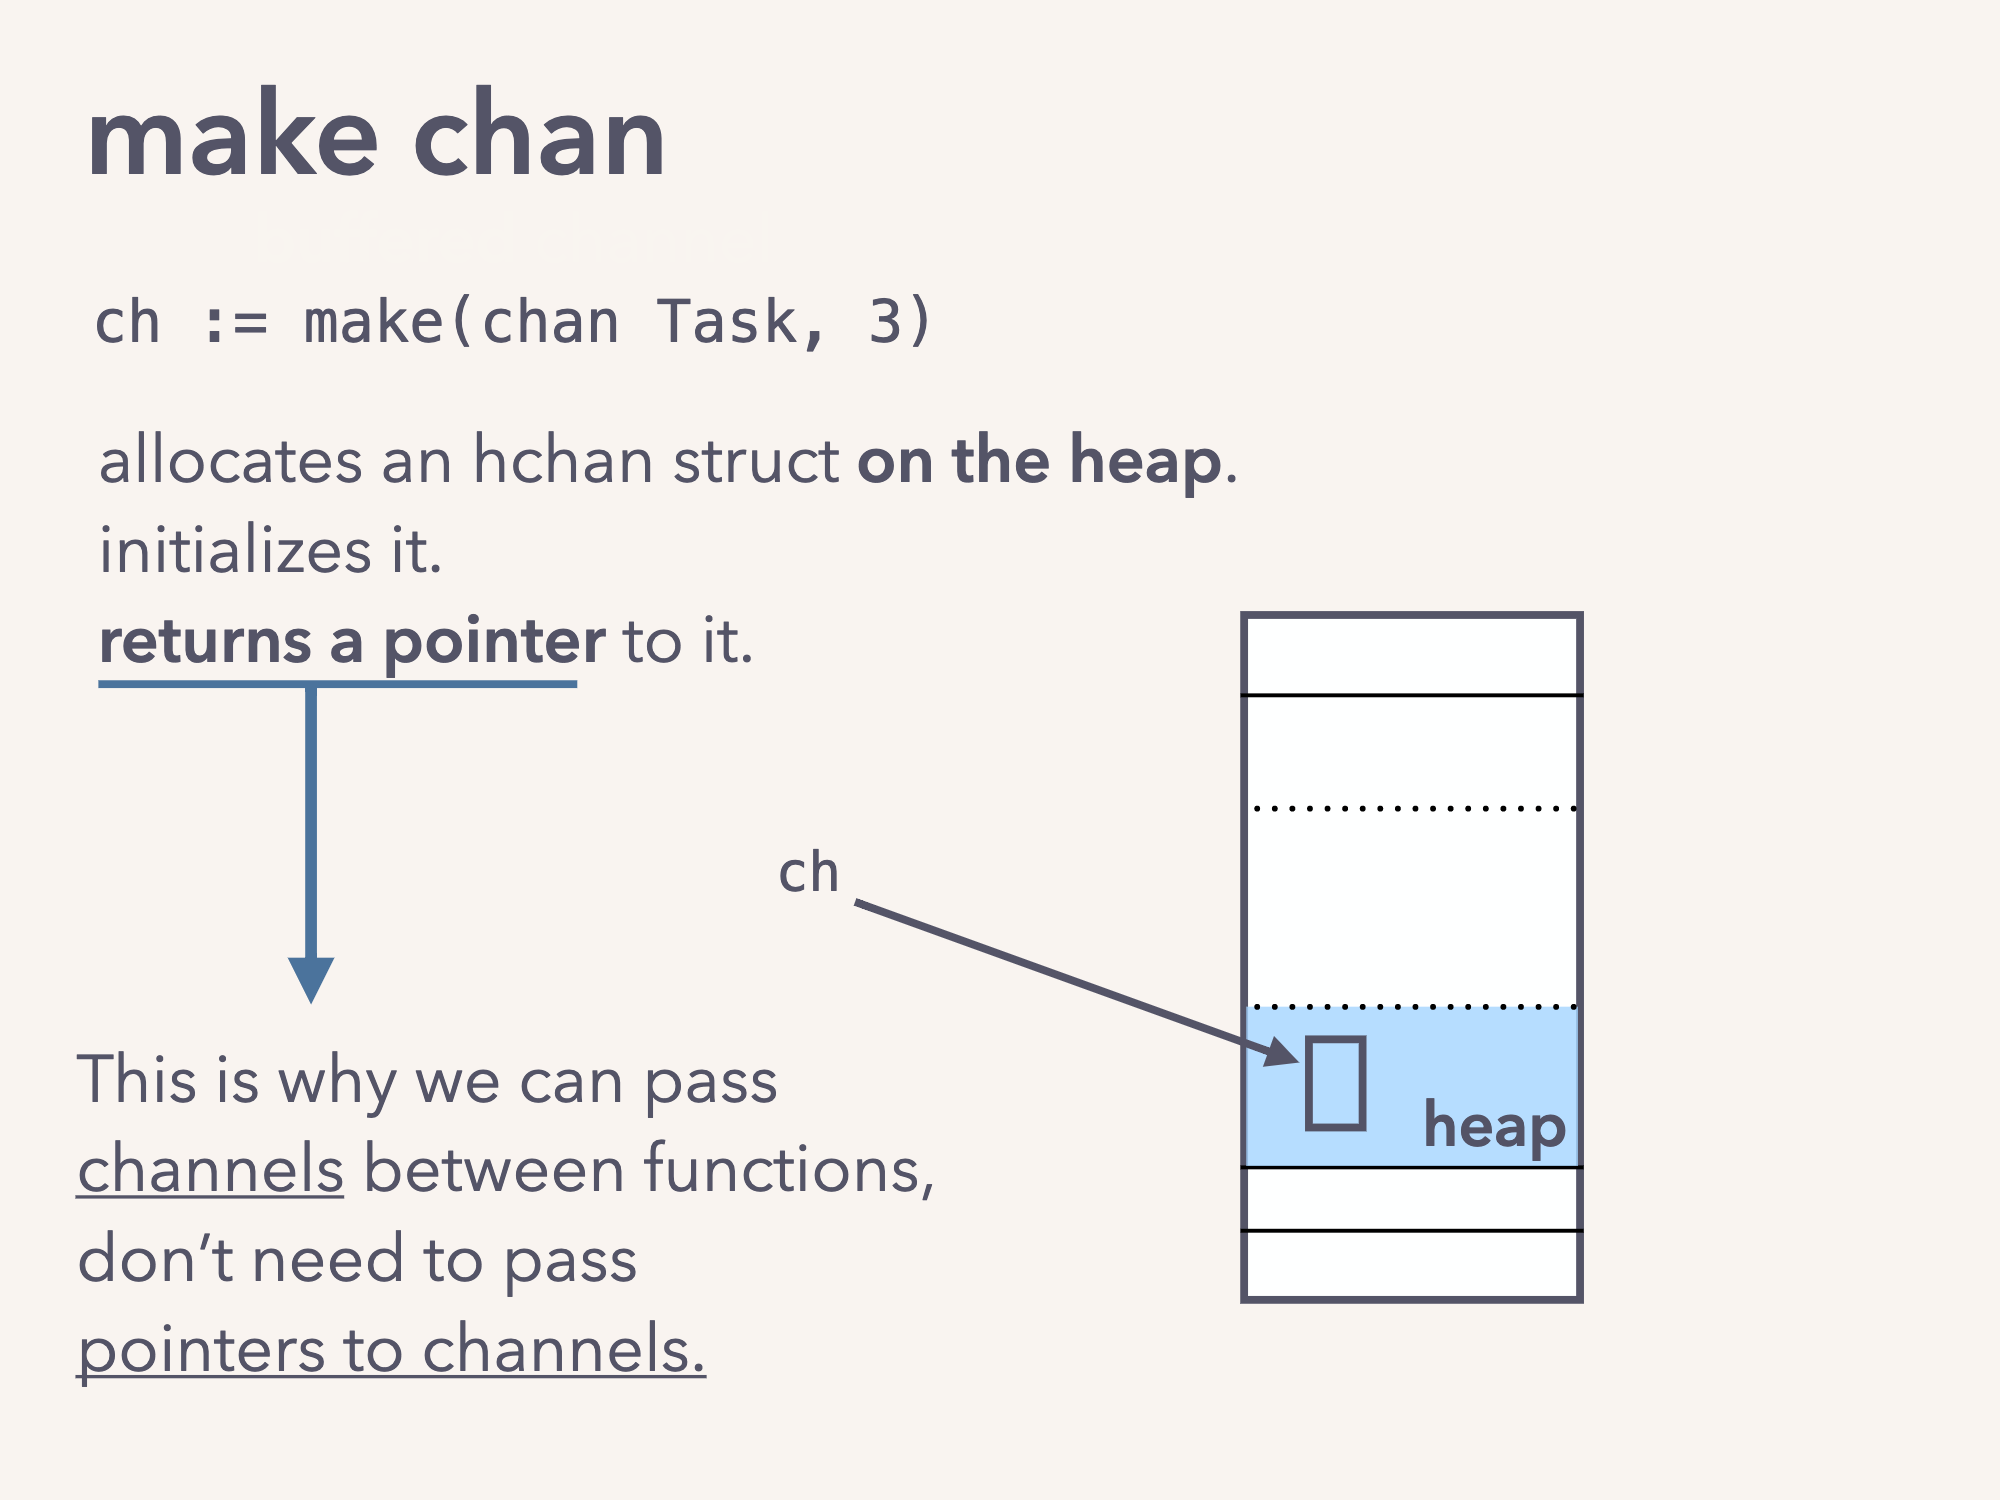 make chan
buffered channel
ch := make(chan Task, 3)
allocates an hchan struct on the heap.
initializes it.
returns a pointer to it.
ch
heap
This is why we can pass
channels between functions,
don’t need to pass
pointers to channels.